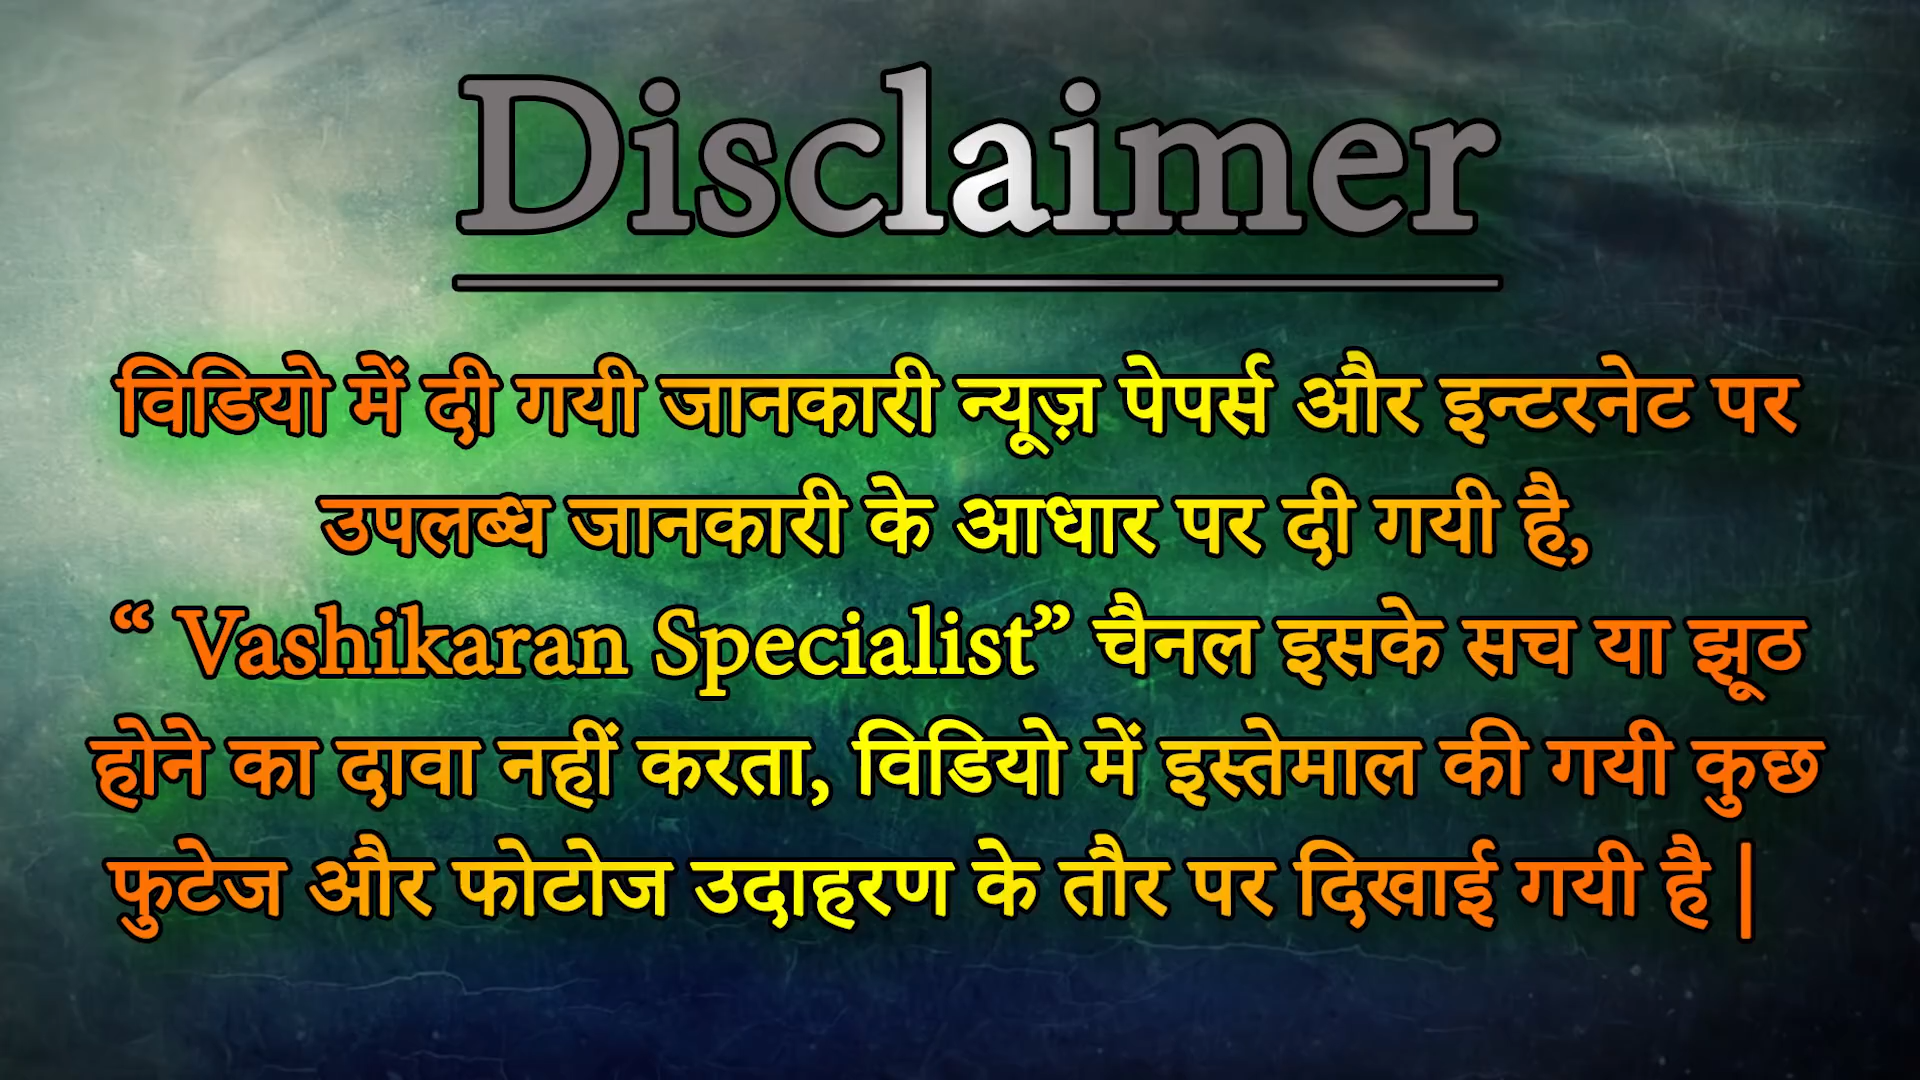 Disclaimer
विडियो में दी गयी जानकारी न्यूज़ पेपर्स और इन्टरनेट पर
उपलब्ध जानकारी के आधार पर दी गयी है,
“ Vashikaran Specialist” चैनल इसके सच या झूठ
होने का दावा नहीं करता, विडियो में इस्तेमाल की गयी कुछ
फुटेज और फोटोज उदाहरण के तौर पर दिखाई गयी है |